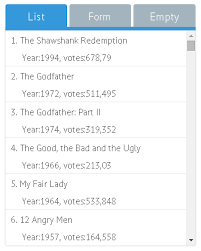 List Form Empty
1. The Shawshank Redemption
Year:1994, votes:678,79
2. The Godfather
Year:1972, votes:511,495
3. The Godfather: Part II
Year:1974, votes:319,352
4. The Good, the Bad and the Ugly
Year:1966, votes:213,03
5. My Fair Lady
Year:1964, votes:533,848
6. 12 Angry Men
Year:1957, votes:164,558